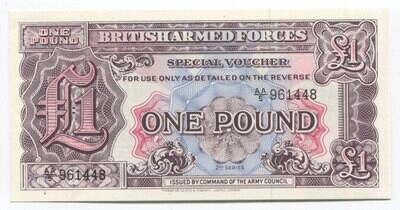 ONE POUND
BRITISH ARMED FORCES
£1
SPECIAL VOUCHER
FOR USE ONLY AS DETAILED ON THE REVERSE
AA/5 961448
£1
ONE POUND
2ND SERIES
AA/5 961448
ISSUED BY COMMAND OF THE ARMY COUNCIL
£1